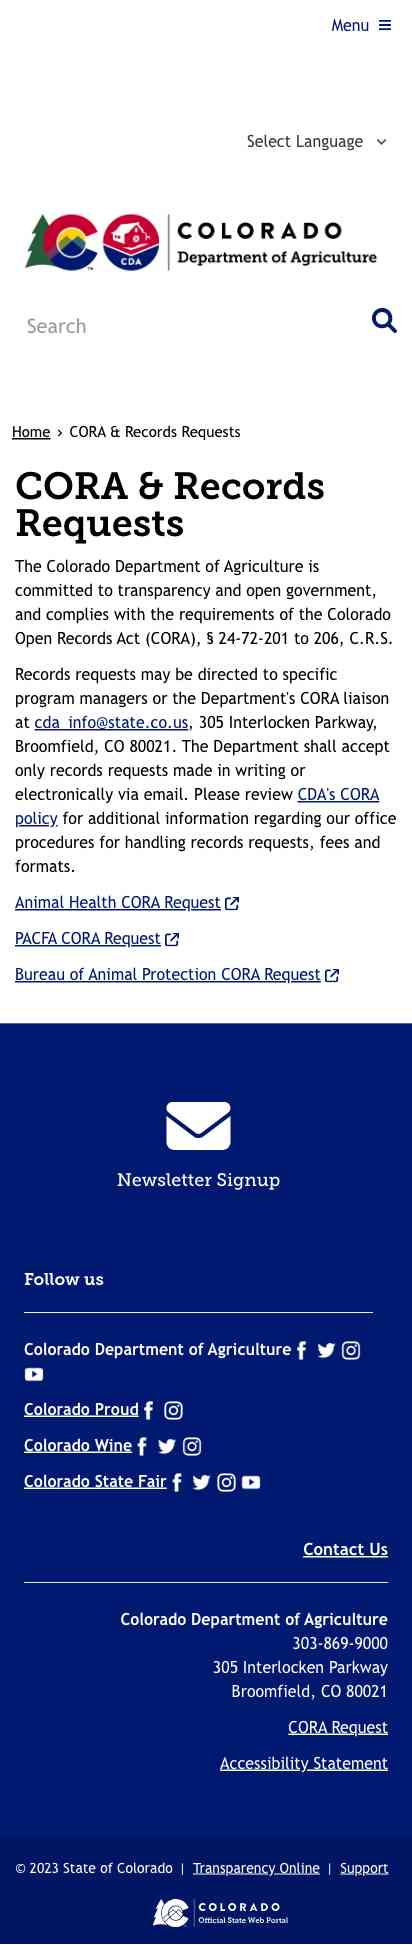 Menu
Select Language
CDA
TM
COLORADO
Department of Agriculture
Search
Home › CORA & Records Requests
CORA & Records
Requests
The Colorado Department of Agriculture is
committed to transparency and open government,
and complies with the requirements of the Colorado
Open Records Act (CORA), § 24-72-201 to 206, C.R.S.
Records requests may be directed to specific
program managers or the Department's CORA liaison
at cda_info@state.co.us, 305 Interlocken Parkway,
Broomfield, CO 80021. The Department shall accept
only records requests made in writing or
electronically via email. Please review CDA's CORA
policy for additional information regarding our office
procedures for handling records requests, fees and
formats.
Animal Health CORA Request
PACFA CORA Request
Bureau of Animal Protection CORA Request
Newsletter Signup
Follow us
Colorado Department of Agriculture
Colorado Proud
Colorado Wine
Colorado State Fair
Contact Us
Colorado Department of Agriculture
303-869-9000
305 Interlocken Parkway
Broomfield, CO 80021
CORA Request
Accessibility Statement
© 2023 State of Colorado | Transparency Online | Support
COLORADO
Official State Web Portal